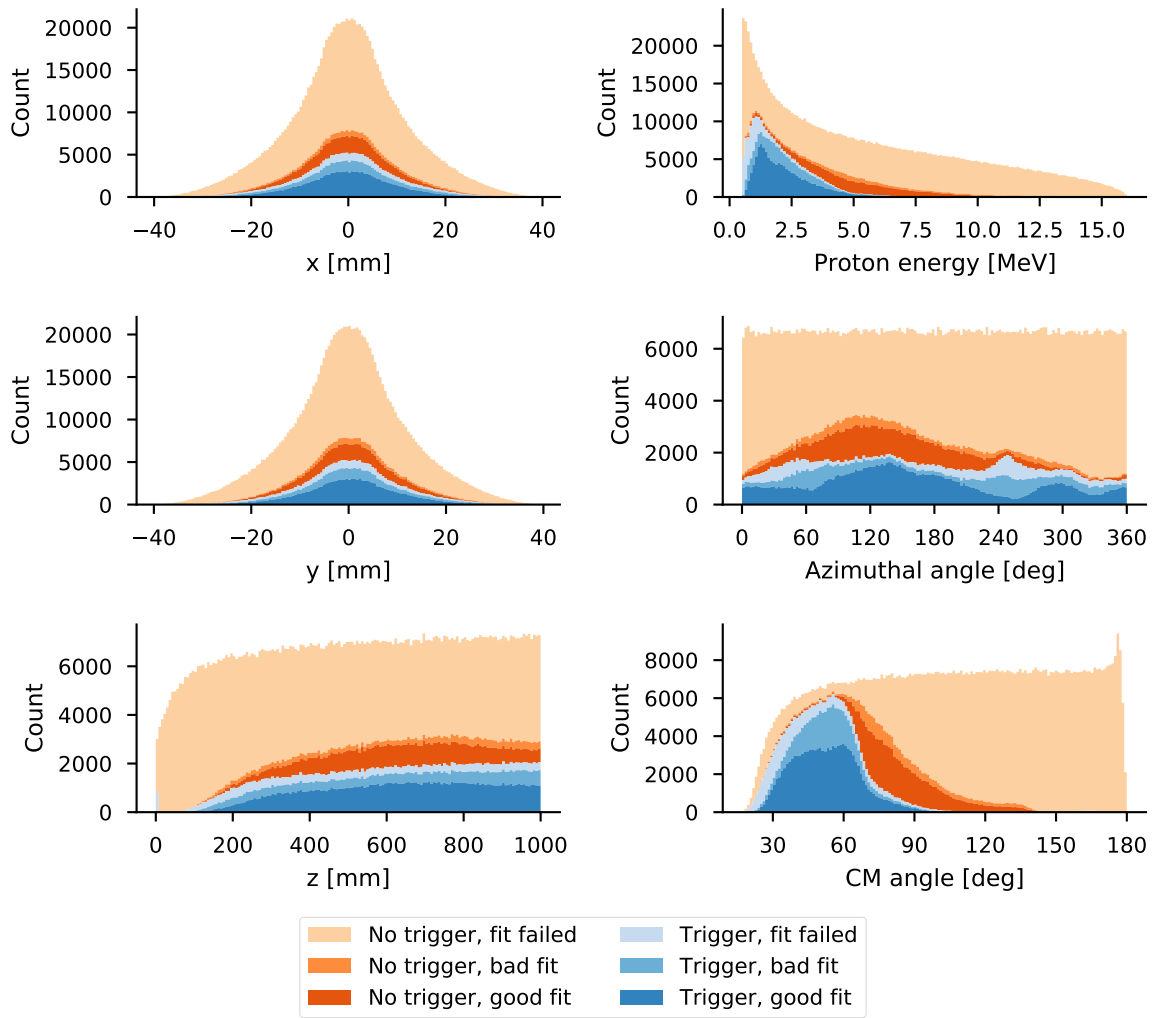 20000
15000
10000
5000
0
Count
−40 −20 0 20 40
x [mm]
20000
15000
10000
5000
0
Count
0.0 2.5 5.0 7.5 10.0 12.5 15.0
Proton energy [MeV]
20000
15000
10000
5000
0
Count
−40 −20 0 20 40
y [mm]
6000
4000
2000
0
Count
0 60 120 180 240 300 360
Azimuthal angle [deg]
6000
4000
2000
0
Count
0 200 400 600 800 1000
z [mm]
8000
6000
4000
2000
0
Count
30 60 90 120 150 180
CM angle [deg]
No trigger, fit failed
No trigger, bad fit
No trigger, good fit
Trigger, fit failed
Trigger, bad fit
Trigger, good fit